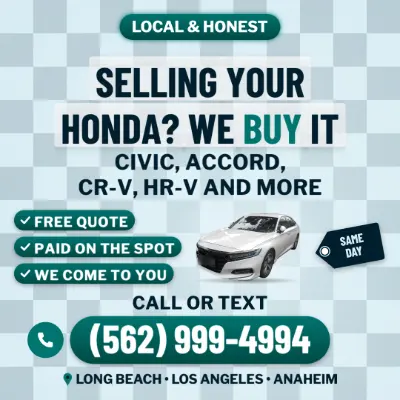 LOCAL & HONEST
SELLING YOUR
HONDA? WE BUY IT
CIVIC, ACCORD,
CR-V, HR-V AND MORE
FREE QUOTE
PAID ON THE SPOT
WE COME TO YOU
SAME
DAY
CALL OR TEXT
(562) 999-4994
LONG BEACH • LOS ANGELES • ANAHEIM